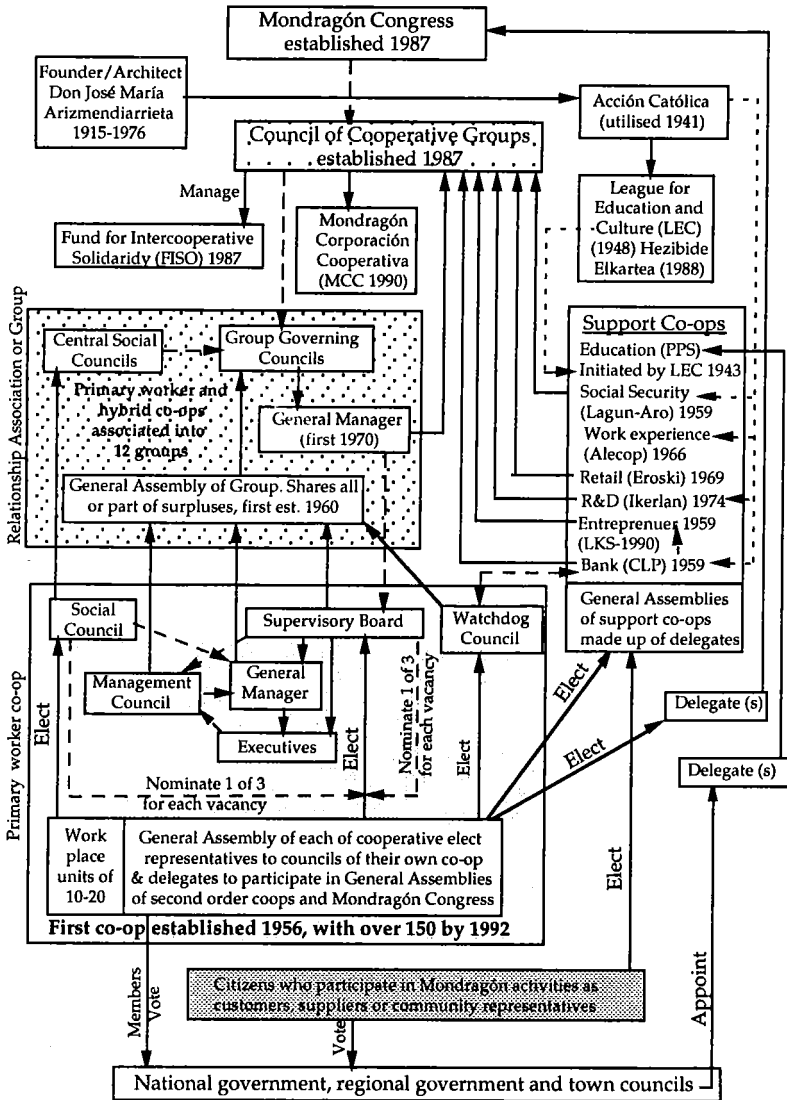 Mondragón Congress
established 1987
Founder/Architect
Don José María
Arizmendiarrieta
1915-1976
Acción Católica
(utilised 1941)
Council of Cooperative Groups
established 1987
Manage
Fund for Intercooperative
Solidaridy (FISO) 1987
Mondragón
Corporación
Cooperativa
(MCC 1990)
League for
Education and
Culture (LEC)
(1948) Hezibide
Elkartea (1988)
Relationship Association or Group
Central Social
Councils
Group Governing
Councils
Primary worker and
hybrid co-ops
associated into
12 groups
General Manager
(first 1970)
General Assembly of Group. Shares all
or part of surpluses, first est. 1960
Support Co-ops
Education (PPS)
Initiated by LEC 1943
Social Security
(Lagun-Aro) 1959
Work experience
(Alecop) 1966
Retail (Eroski) 1969
R&D (Ikerlan) 1974
Entreprenuer 1959
(LKS-1990)
Bank (CLP) 1959
General Assemblies
of support co-ops
made up of delegates
Primary worker co-op
Social
Council
Supervisory Board
Watchdog
Council
Management
Council
General
Manager
Executives
Elect
Nominate 1 of 3
for each vacancy
Elect
Nominate 1 of 3
for each vacancy
Elect
Elect
Elect
Delegate (s)
Delegate (s)
Work
place
units of
10-20
General Assembly of each of cooperative elect
representatives to councils of their own co-op
& delegates to participate in General Assemblies
of second order coops and Mondragón Congress
First co-op established 1956, with over 150 by 1992
Elect
Members
Vote
Citizens who participate in Mondragón activities as
customers, suppliers or community representatives
Vote
Appoint
National government, regional government and town councils